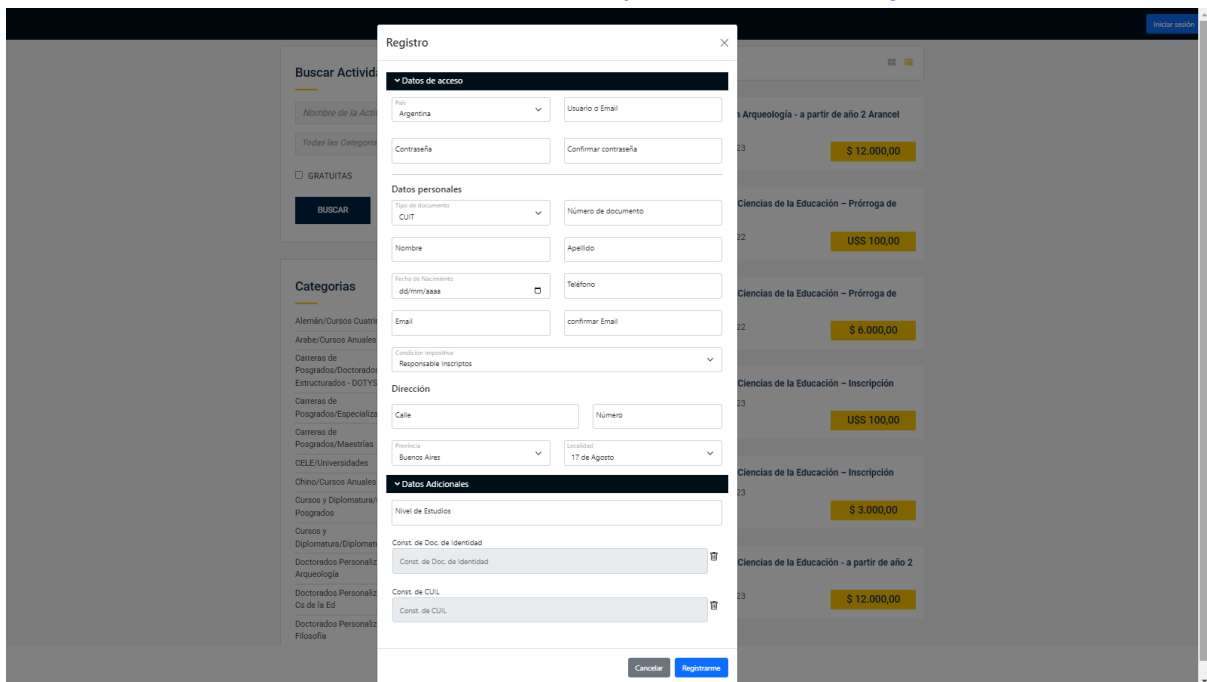 Iniciar sesión
Registro
Datos de acceso
País
Argentina
Usuario o Email
Contraseña
Confirmar contraseña
Datos personales
Tipo de documento
CUIT
Número de documento
Nombre
Apellido
Fecha de Nacimiento
dd/mm/aaaa
Teléfono
Email
confirmar Email
Condición impositiva
Responsable Inscriptos
Dirección
Calle
Número
Provincia
Buenos Aires
Localidad
17 de Agosto
Datos Adicionales
Nivel de Estudios
Const. de Doc. de Identidad
Const. de Doc. de Identidad
Const. de CUIL
Const. de CUIL
Cancelar
Registrarme
Buscar Activid
Nombre de la Acti
Todas las Categoría
GRATUITAS
BUSCAR
Categorias
Alemán/Cursos Cuatri
Arabe/Cursos Anuales
Carreras de
Posgrados/Doctorados
Estructurados - DOTYS
Carreras de
Posgrados/Especializa
Carreras de
Posgrados/Maestrías
CELE/Universidades
Chino/Cursos Anuales
Cursos y Diplomatura/
Posgrados
Cursos y
Diplomatura/Diplomat
Doctorados Personaliz
Arqueología
Doctorados Personaliz
Cs de la Ed
Doctorados Personaliz
Filosofía
n Arqueología - a partir de año 2 Arancel
23
$ 12.000,00
Ciencias de la Educación – Prórroga de
22
U$S 100,00
Ciencias de la Educación – Prórroga de
22
$ 6.000,00
Ciencias de la Educación – Inscripción
23
U$S 100,00
Ciencias de la Educación – Inscripción
23
$ 3.000,00
Ciencias de la Educación - a partir de año 2
23
$ 12.000,00